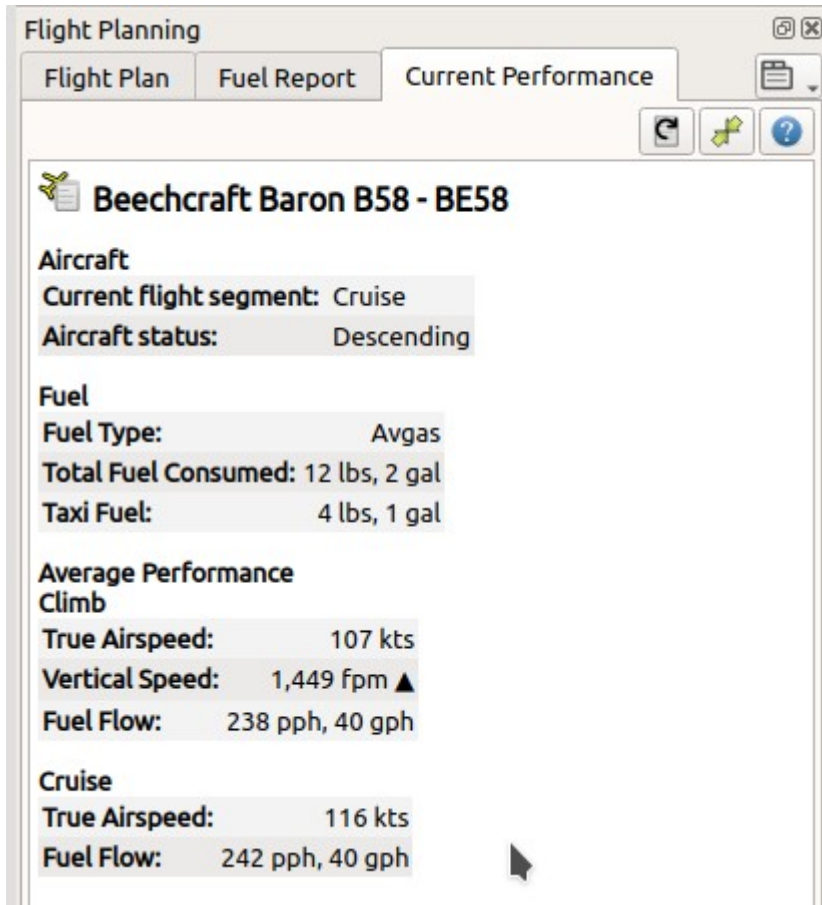 Flight Planning
Flight Plan Fuel Report Current Performance
Beechcraft Baron B58 - BE58
Aircraft
Current flight segment: Cruise
Aircraft status: Descending
Fuel
Fuel Type: Avgas
Total Fuel Consumed: 12 lbs, 2 gal
Taxi Fuel: 4 lbs, 1 gal
Average Performance
Climb
True Airspeed: 107 kts
Vertical Speed: 1,449 fpm ▲
Fuel Flow: 238 pph, 40 gph
Cruise
True Airspeed: 116 kts
Fuel Flow: 242 pph, 40 gph